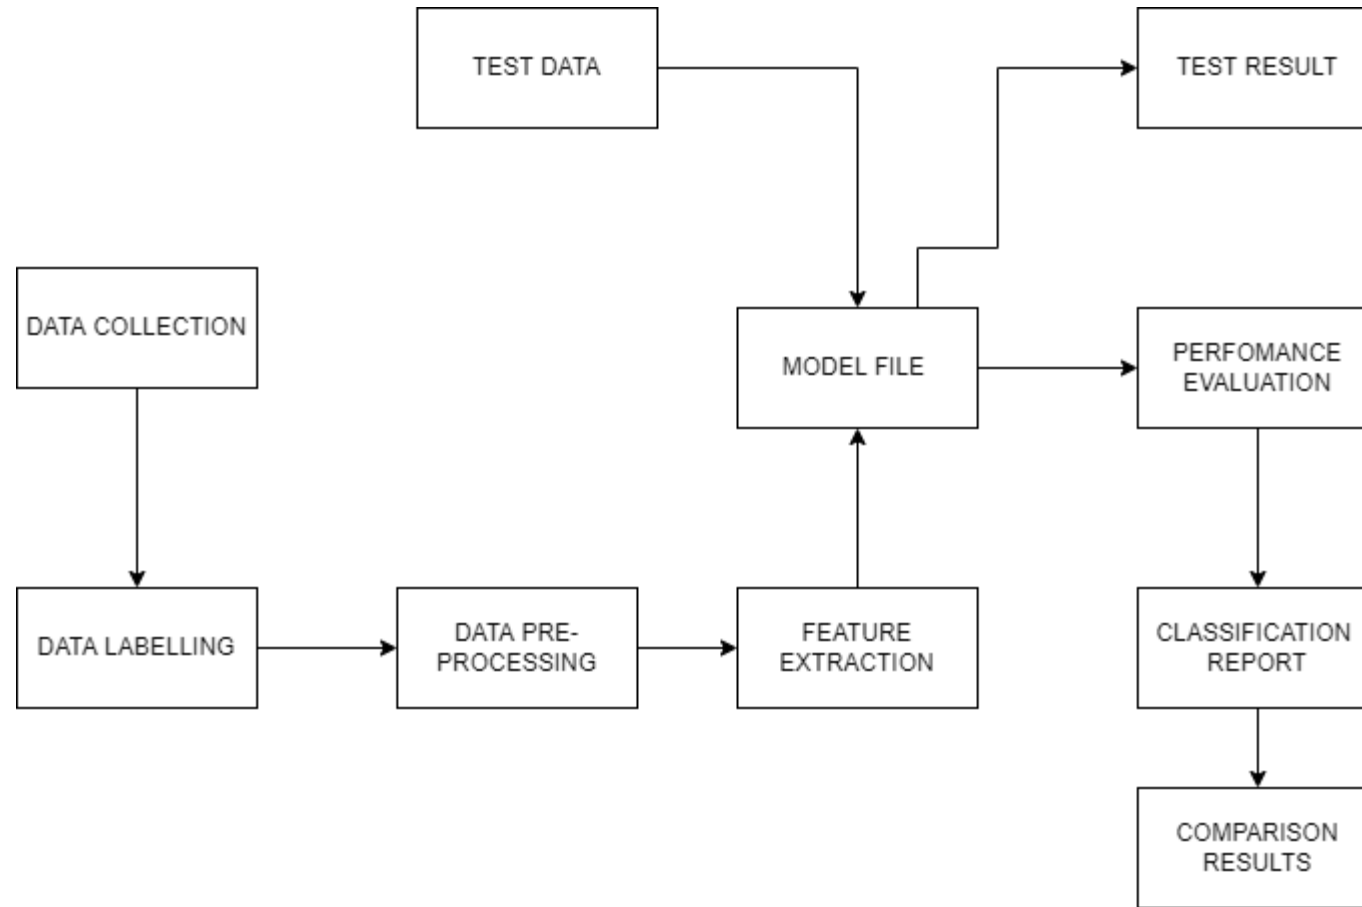 TEST DATA
TEST RESULT
DATA COLLECTION
MODEL FILE
PERFOMANCE
EVALUATION
DATA LABELLING
DATA PRE-
PROCESSING
FEATURE
EXTRACTION
CLASSIFICATION
REPORT
COMPARISON
RESULTS